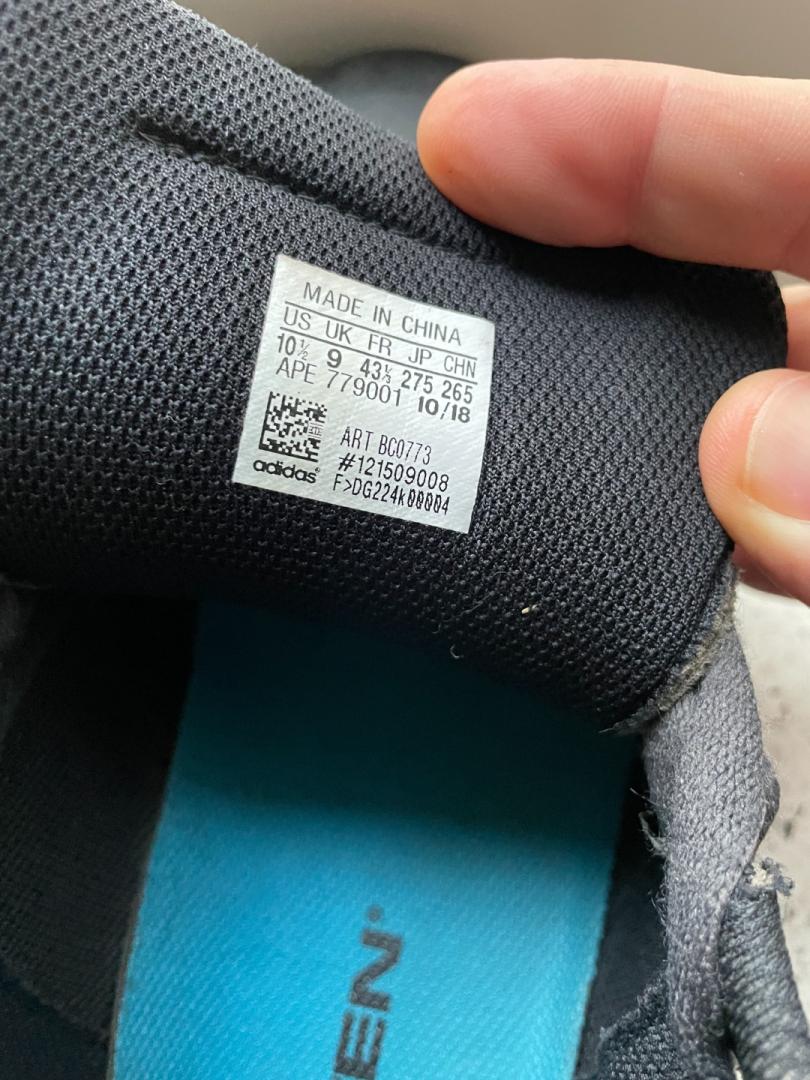 MADE IN CHINA
US UK FR JP CHN
10½ 9 43⅓ 275 265
APE 779001 10/18
ART BC0773
#121509008
adidas® F>DG224k00004
EN